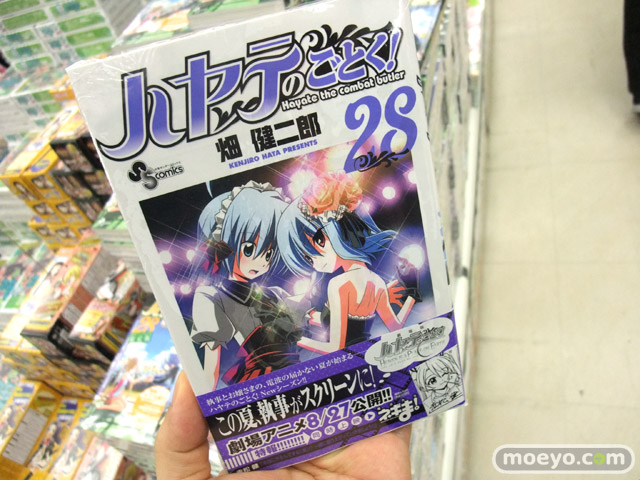 ハヤテのごとく!
Hayate the combat butler
畑 健二郎
KENJIRO HATA PRESENTS
28
comics
執事とお嬢さまの、電波の届かない夏が始まる…
ハヤテのごとく! Newシーズン!!
この夏、執事がスクリーンに!
劇場アニメ8/27公開!!
moeyo.com